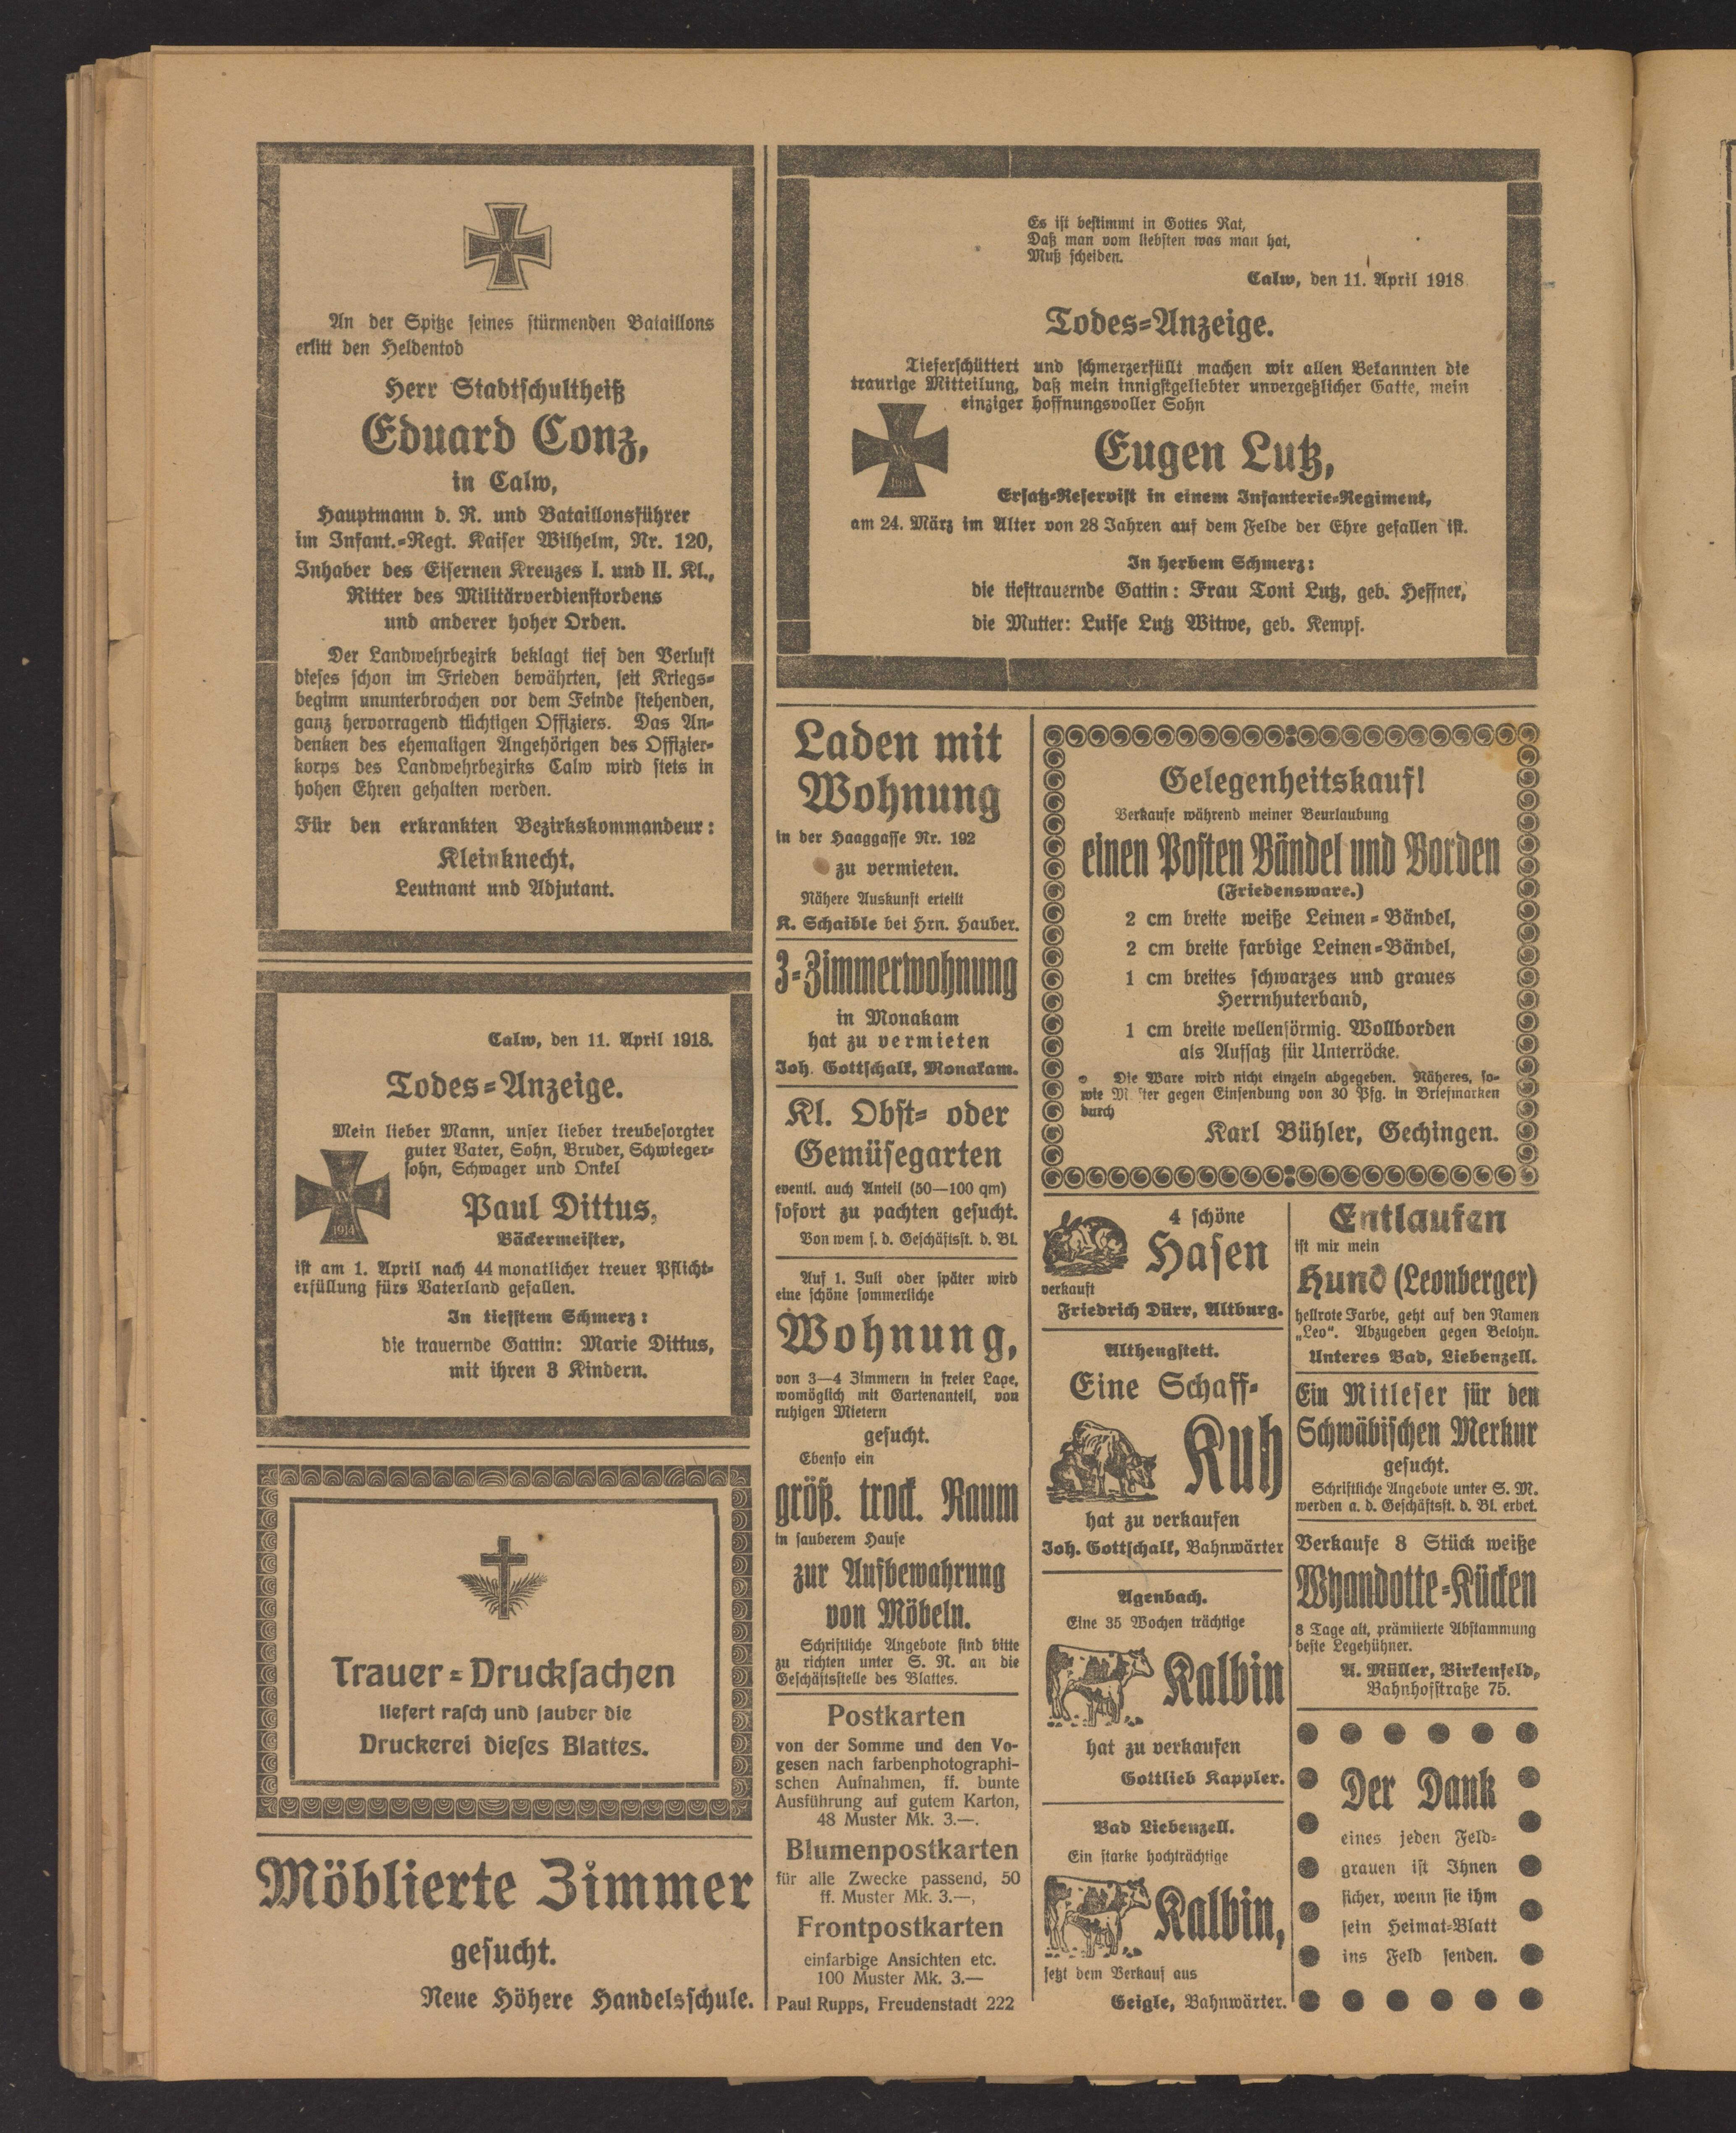 An der Spitze seines stürmenden Bataillons
erlitt den Heldentod
Herr Stadtschultheiß
Eduard Conz,
in Calw,
Hauptmann d. R. und Bataillonsführer
im Infant.-Regt. Kaiser Wilhelm, Nr. 120,
Inhaber des Eisernen Kreuzes I. und II. Kl.,
Ritter des Militärverdienstordens
und anderer hoher Orden.
Der Landwehrbezirk beklagt tief den Verlust
dieses schon im Frieden bewährten, seit Kriegs-
beginn ununterbrochen vor dem Feinde stehenden,
ganz hervorragend tüchtigen Offiziers. Das An-
denken des ehemaligen Angehörigen des Offizier-
korps des Landwehrbezirks Calw wird stets in
hohen Ehren gehalten werden.
Für den erkrankten Bezirkskommandeur:
Kleinknecht,
Leutnant und Adjutant.
Calw, den 11. April 1918.
Todes-Anzeige.
Mein lieber Mann, unser lieber treubesorgter
guter Vater, Sohn, Bruder, Schwieger-
sohn, Schwager und Onkel
W
1914
Paul Dittus,
Bäckermeister,
ist am 1. April nach 44 monatlicher treuer Pflicht-
erfüllung fürs Vaterland gefallen.
In tiefstem Schmerz:
die trauernde Gattin: Marie Dittus,
mit ihren 3 Kindern.
Trauer-Drucksachen
liefert rasch und sauber die
Druckerei dieses Blattes.
Möblierte Zimmer
gesucht.
Neue Höhere Handelsschule.
Es ist bestimmt in Gottes Rat,
Daß man vom liebsten was man hat,
Muß scheiden.
Calw, den 11. April 1918
Todes-Anzeige.
Tieferschüttert und schmerzerfüllt machen wir allen Bekannten die
traurige Mitteilung, daß mein innigstgeliebter unvergeßlicher Gatte, mein
einziger hoffnungsvoller Sohn
W
1914
Eugen Lutz,
Ersatz-Reservist in einem Infanterie-Regiment,
am 24. März im Alter von 28 Jahren auf dem Felde der Ehre gefallen ist.
In herbem Schmerz:
die tieftrauernde Gattin: Frau Toni Lutz, geb. Heffner,
die Mutter: Luise Lutz Witwe, geb. Kempf.
Laden mit
Wohnung
in der Haaggasse Nr. 192
zu vermieten.
Nähere Auskunft erteilt
K. Schaible bei Hrn. Hauber.
3-Zimmerwohnung
in Monakam
hat zu vermieten
Joh. Gottschalk, Monakam.
Kl. Obst- oder
Gemüsegarten
eventl. auch Anteil (50—100 qm)
sofort zu pachten gesucht.
Von wem s. d. Geschäftsst. d. Bl.
Auf 1. Juli oder später wird
eine schöne sommerliche
Wohnung,
von 3—4 Zimmern in freier Lage,
womöglich mit Gartenanteil, von
ruhigen Mietern
gesucht.
Ebenso ein
größ. trock. Raum
in sauberem Hause
zur Aufbewahrung
von Möbeln.
Schriftliche Angebote sind bitte
zu richten unter S. N. an die
Geschäftsstelle des Blattes.
Postkarten
von der Somme und den Vo-
gesen nach farbenphotographi-
schen Aufnahmen, ff. bunte
Ausführung auf gutem Karton,
48 Muster Mk. 3.—.
Blumenpostkarten
für alle Zwecke passend, 50
ff. Muster Mk. 3.—,
Frontpostkarten
einfarbige Ansichten etc.
100 Muster Mk. 3.—
Paul Rupps, Freudenstadt 222
Gelegenheitskauf!
Verkaufe während meiner Beurlaubung
einen Posten Bändel und Borden
(Friedensware.)
2 cm breite weiße Leinen-Bändel,
2 cm breite farbige Leinen-Bändel,
1 cm breites schwarzes und graues
Herrnhuterband,
1 cm breite wellenförmig. Wollborden
als Aufsatz für Unterröcke.
Die Ware wird nicht einzeln abgegeben. Näheres, so-
wie Muster gegen Einsendung von 30 Pfg. in Briefmarken
durch
Karl Bühler, Gechingen.
4 schöne
Hasen
verkauft
Friedrich Dürr, Altburg.
Althengstett.
Eine Schaff-
Kuh
hat zu verkaufen
Joh. Gottschalk, Bahnwärter
Agenbach.
Eine 35 Wochen trächtige
Kalbin
hat zu verkaufen
Gottlieb Kappler.
Bad Liebenzell.
Ein starke hochträchtige
Kalbin,
setzt dem Verkauf aus
Geigle, Bahnwärter.
Entlaufen
ist mir mein
Hund (Leonberger)
hellrote Farbe, geht auf den Namen
„Leo“. Abzugeben gegen Belohn.
Unteres Bad, Liebenzell.
Ein Mitleser für den
Schwäbischen Merkur
gesucht.
Schriftliche Angebote unter S. M.
werden a. d. Geschäftsst. d. Bl. erbet.
Verkaufe 8 Stück weiße
Whandotte-Kücken
8 Tage alt, prämiierte Abstammung
beste Legehühner.
A. Müller, Birkenfeld,
Bahnhofstraße 75.
Der Dank
eines jeden Feld-
grauen ist Ihnen
sicher, wenn sie ihm
sein Heimat-Blatt
ins Feld senden.